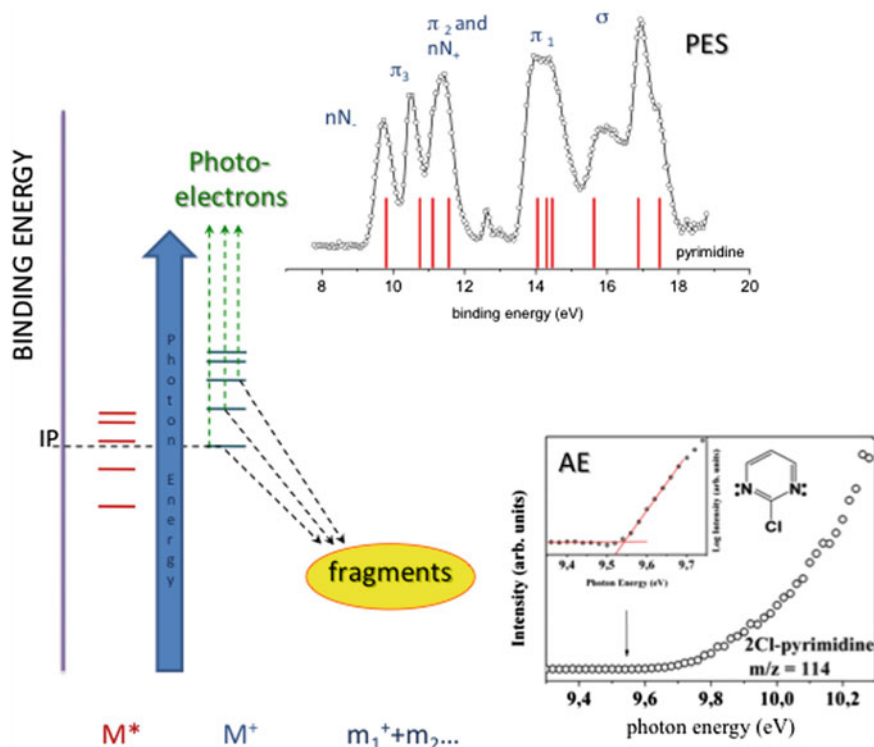 π 2 and
nN+
π3
nN-
π 1
σ
PES
8
10
12
14
16
18
20
binding energy (eV)
pyrimidine
BINDING ENERGY
Photo-
electrons
Photon Energy
IP
fragments
M*
M+
m1++m2...
AE
Log Intensity (arb. units)
9,4
9,5
9,6
9,7
Photon Energy (eV)
N:
:N
Cl
Intensity (arb. units)
2Cl-pyrimidine
m/z = 114
9,4
9,6
9,8
10,0
10,2
photon energy (eV)